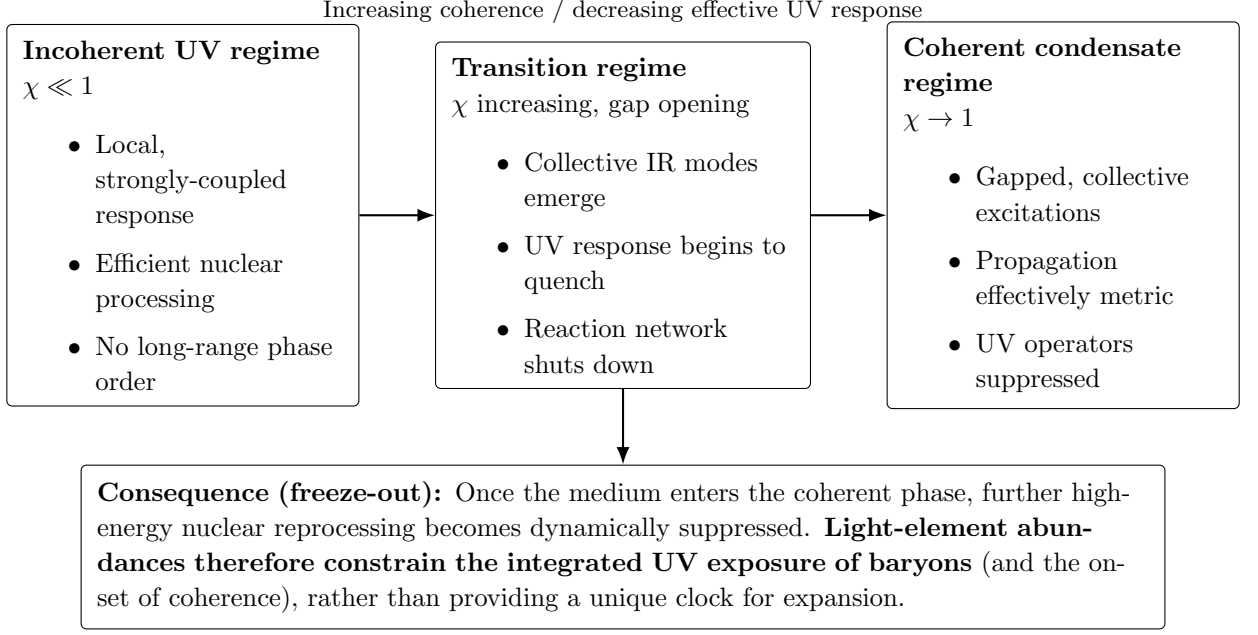 Increasing coherence / decreasing effective UV response
Incoherent UV regime
χ ≪ 1
• Local,
strongly-coupled
response
• Efficient nuclear
processing
• No long-range phase
order
Transition regime
χ increasing, gap opening
• Collective IR modes
emerge
• UV response begins to
quench
• Reaction network
shuts down
Coherent condensate
regime
χ → 1
• Gapped, collective
excitations
• Propagation
effectively metric
• UV operators
suppressed
Consequence (freeze-out): Once the medium enters the coherent phase, further high-
energy nuclear reprocessing becomes dynamically suppressed. Light-element abun-
dances therefore constrain the integrated UV exposure of baryons (and the on-
set of coherence), rather than providing a unique clock for expansion.